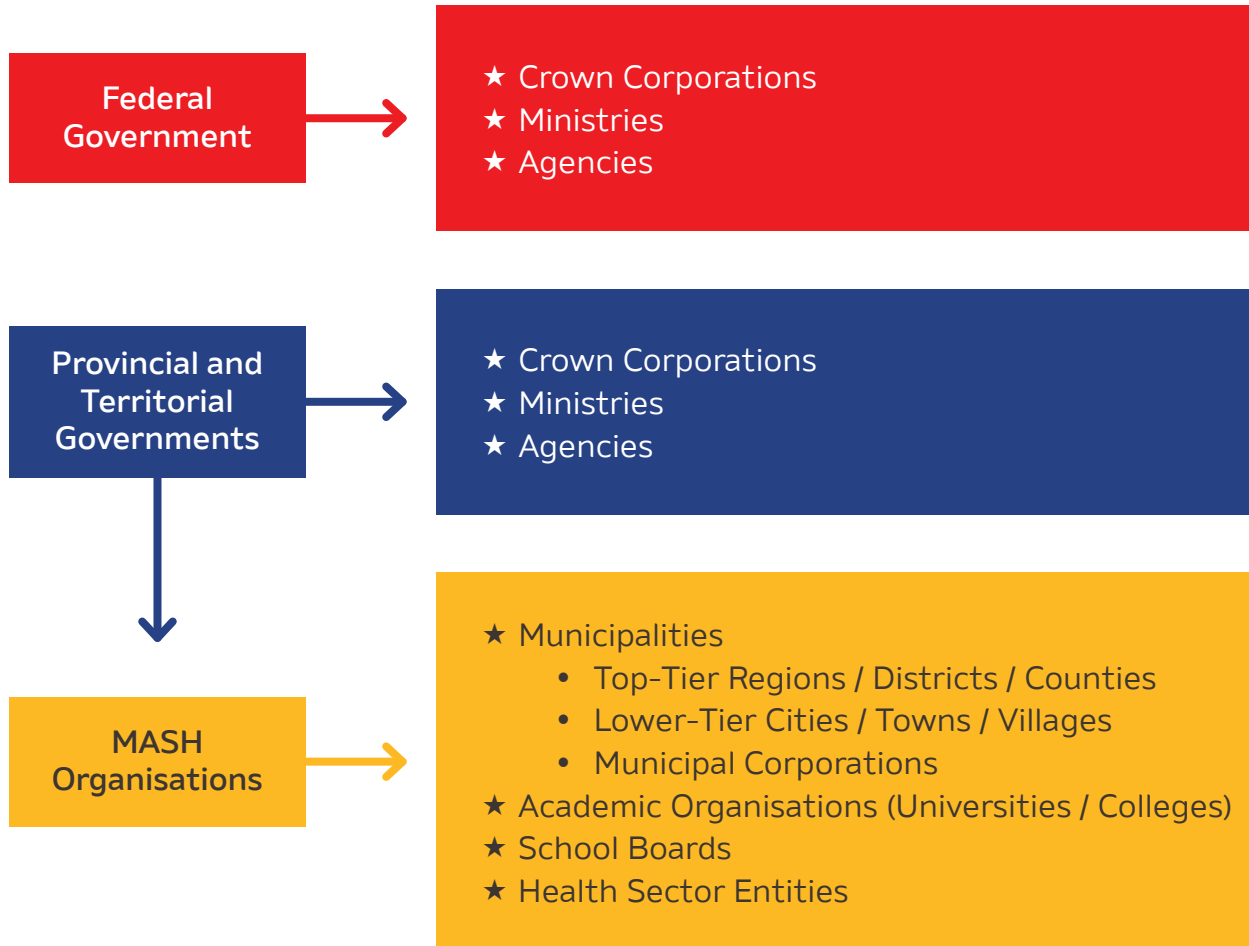 Federal
Government
★ Crown Corporations
★ Ministries
★ Agencies
Provincial and
Territorial
Governments
★ Crown Corporations
★ Ministries
★ Agencies
MASH
Organisations
★ Municipalities
• Top-Tier Regions / Districts / Counties
• Lower-Tier Cities / Towns / Villages
• Municipal Corporations
★ Academic Organisations (Universities / Colleges)
★ School Boards
★ Health Sector Entities